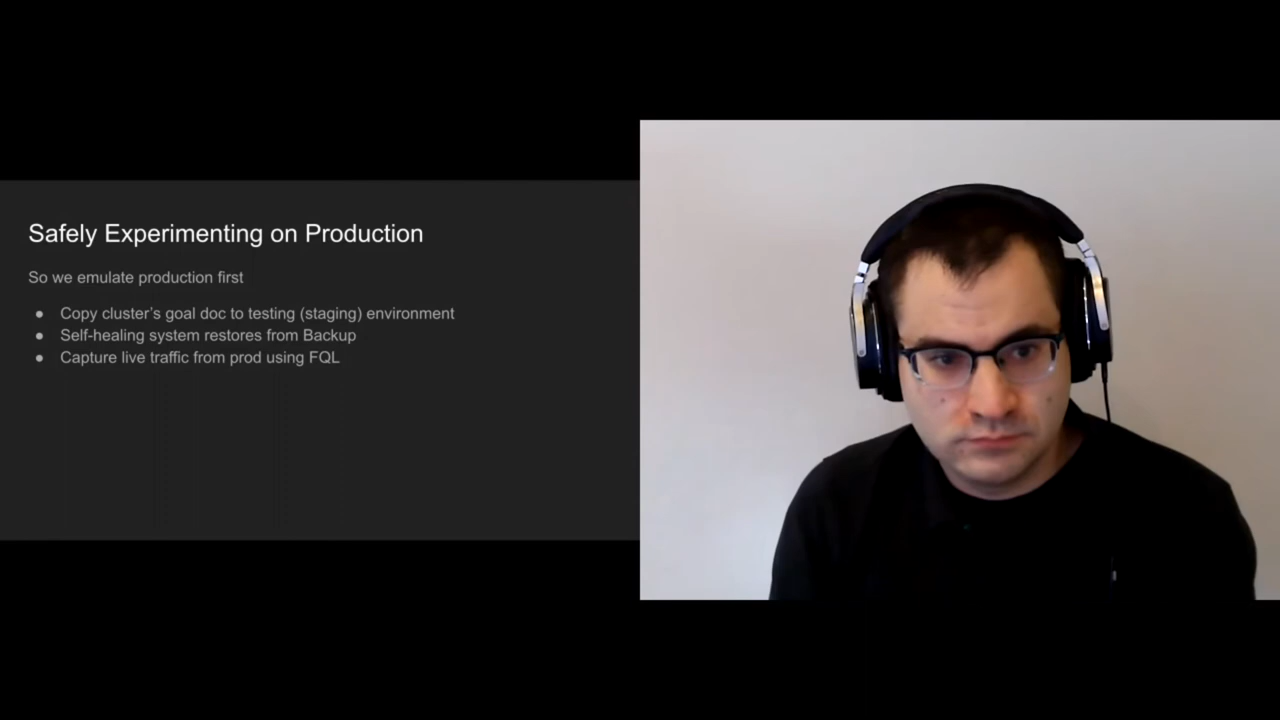 Safely Experimenting on Production
So we emulate production first
● Copy cluster's goal doc to testing (staging) environment
● Self-healing system restores from Backup
● Capture live traffic from prod using FQL